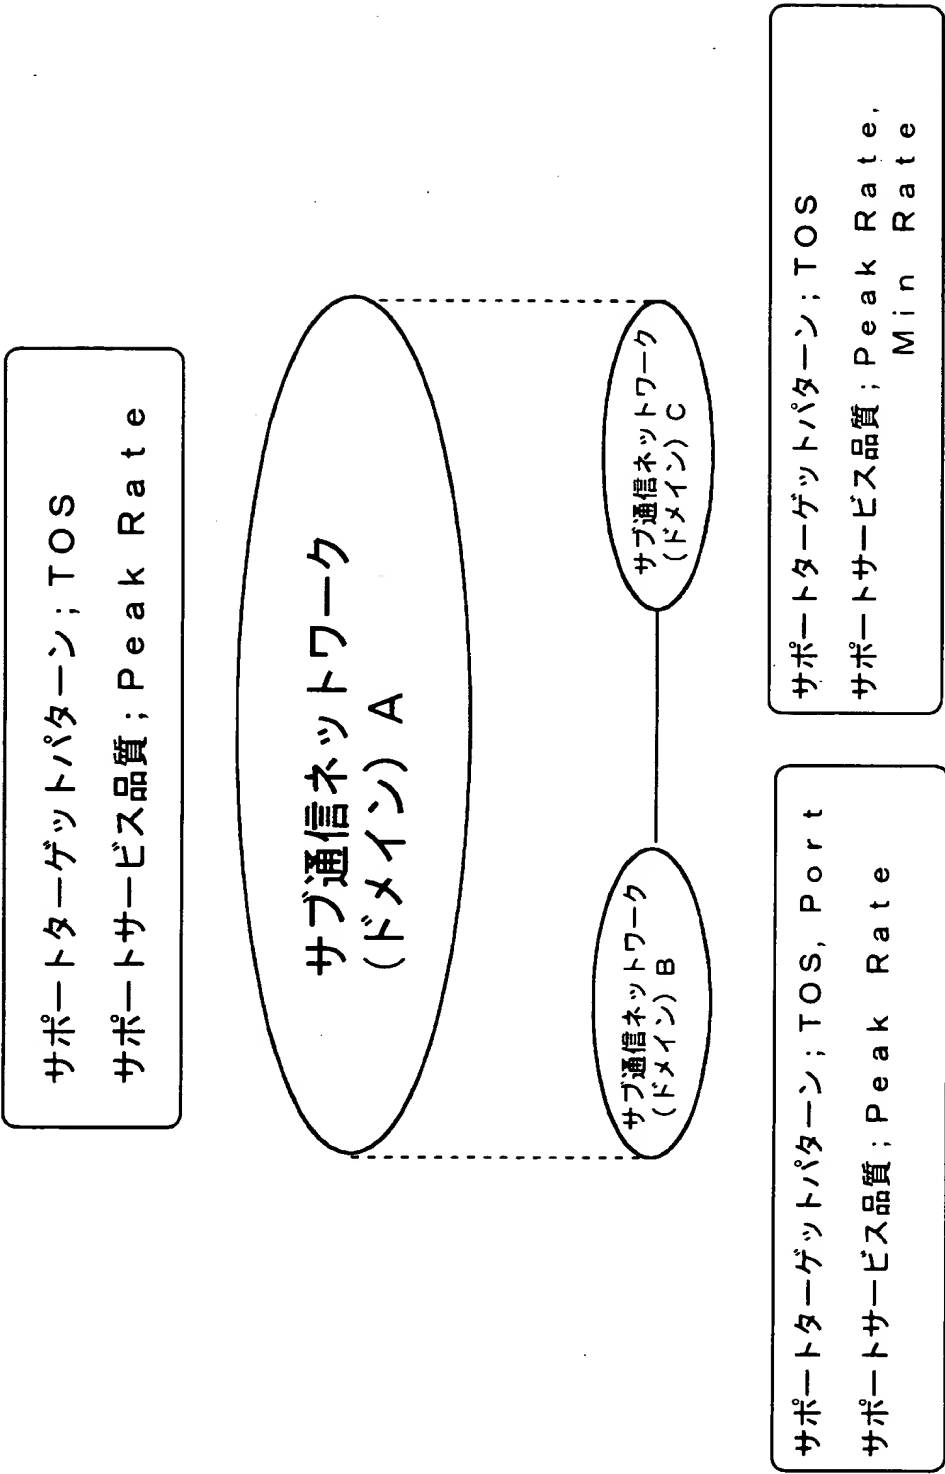 サポートターゲットパターン;TOS
サポートサービス品質;Peak Rate
サブ通信ネットワーク
(ドメイン) A
サブ通信ネットワーク
(ドメイン) B
サブ通信ネットワーク
(ドメイン) C
サポートターゲットパターン;TOS, Port
サポートサービス品質;Peak Rate
サポートターゲットパターン;TOS
サポートサービス品質;Peak Rate,
Min Rate